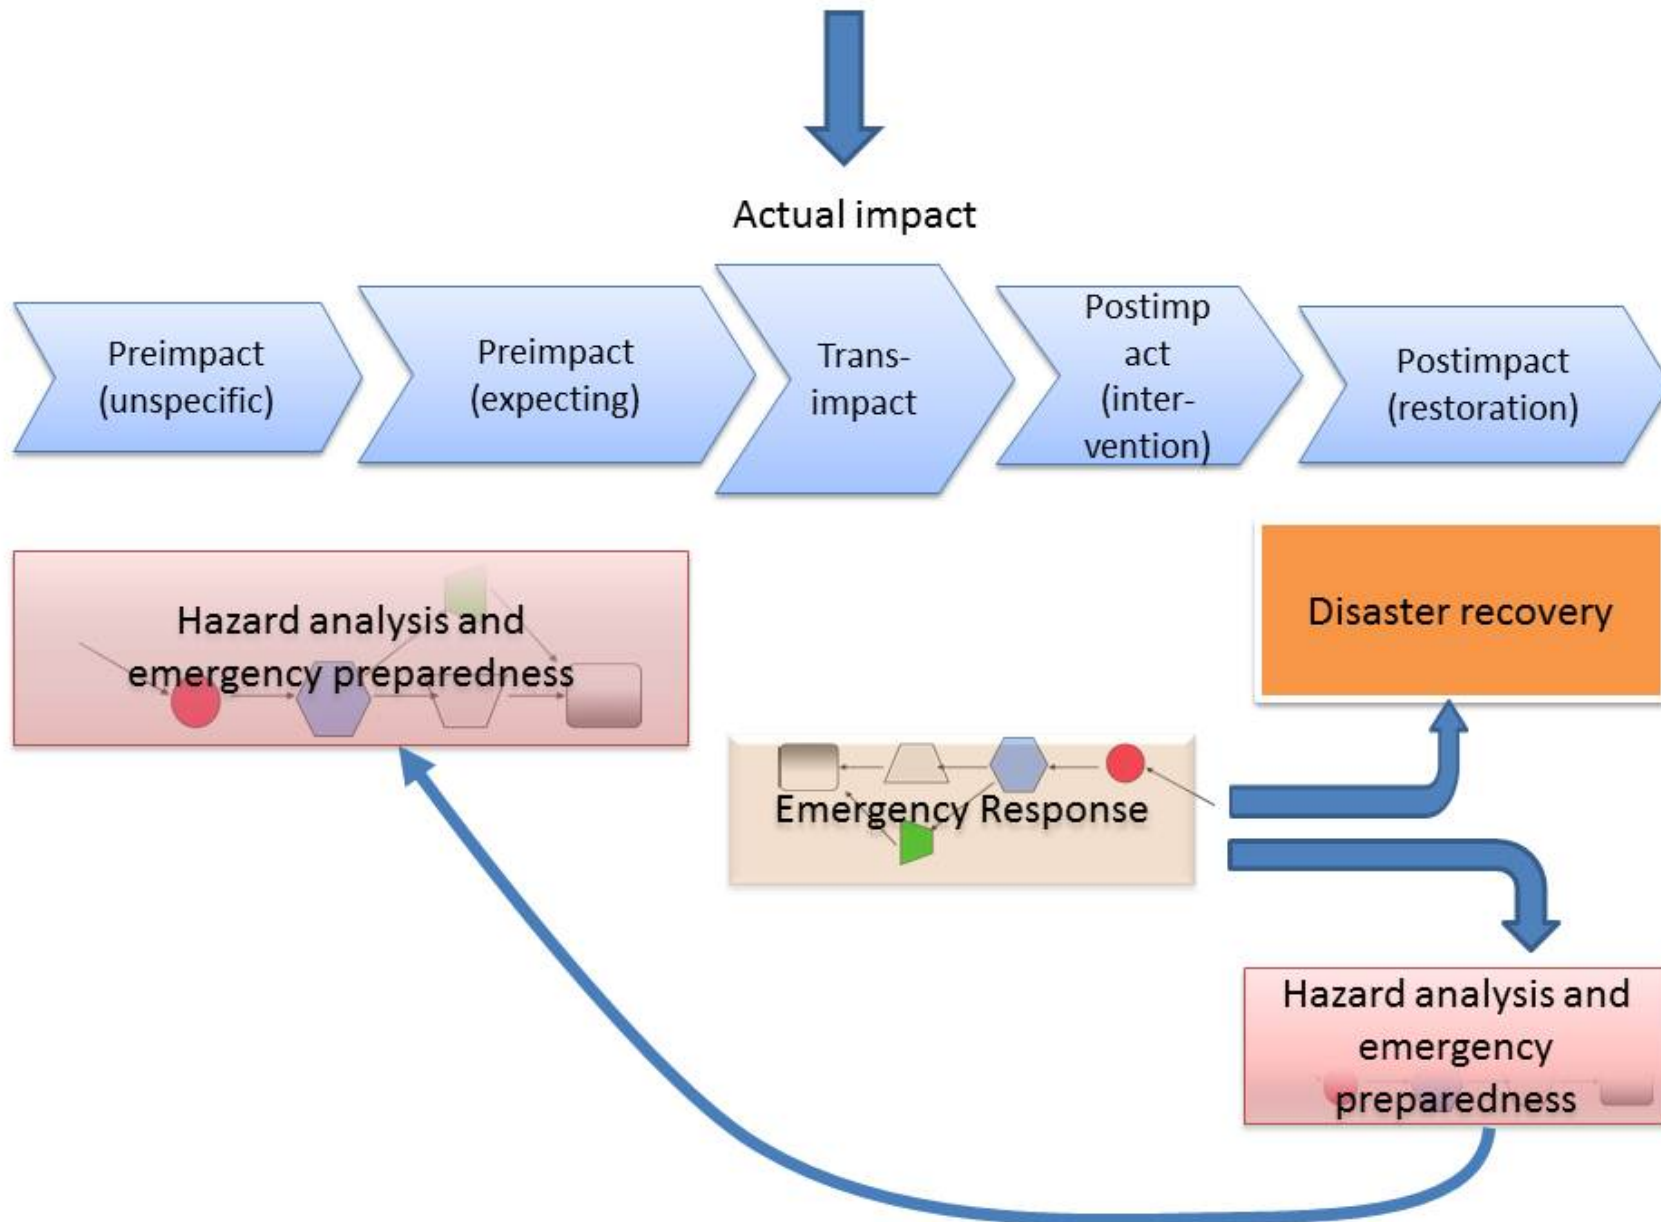 Actual impact
Preimpact
(unspecific)
Preimpact
(expecting)
Trans-
impact
Postimp
act
(inter-
vention)
Postimpact
(restoration)
Hazard analysis and
emergency preparedness
Disaster recovery
Emergency Response
Hazard analysis and
emergency
preparedness